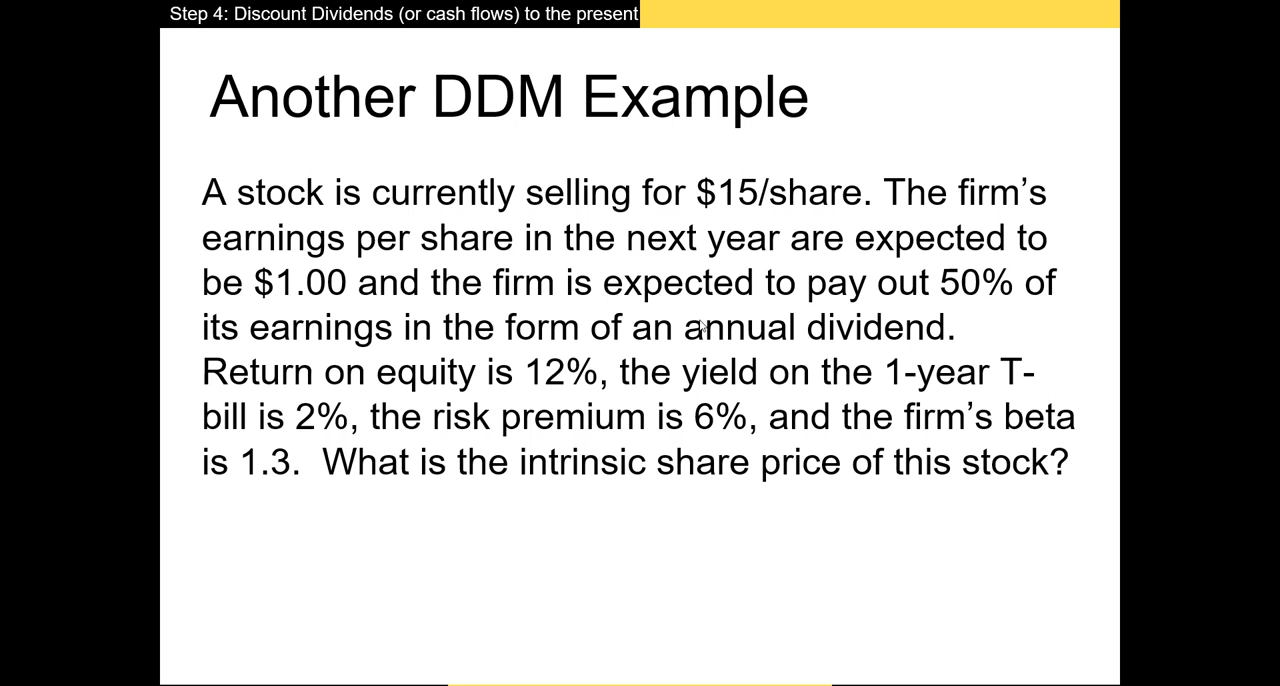 Step 4: Discount Dividends (or cash flows) to the present
Another DDM Example
A stock is currently selling for $15/share. The firm’s
earnings per share in the next year are expected to
be $1.00 and the firm is expected to pay out 50% of
its earnings in the form of an annual dividend.
Return on equity is 12%, the yield on the 1-year T-
bill is 2%, the risk premium is 6%, and the firm’s beta
is 1.3.  What is the intrinsic share price of this stock?